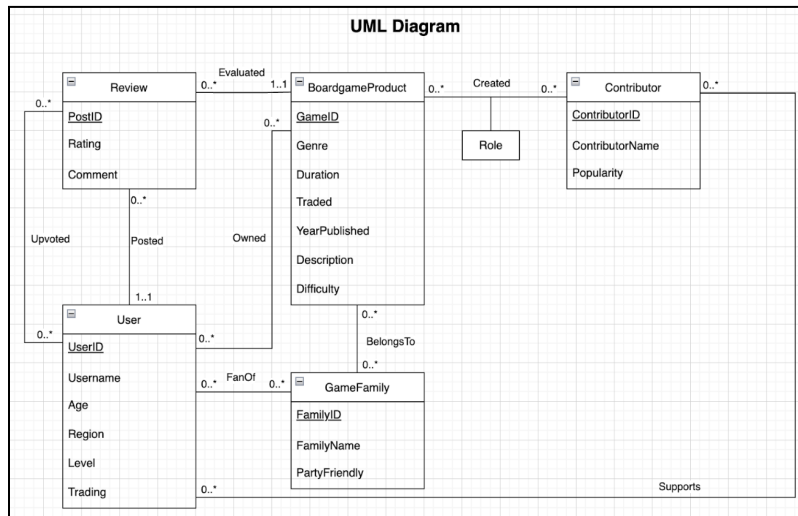 UML Diagram
Evaluated
0..*
1..1
Review
PostID
Rating
Comment
BoardgameProduct
GameID
Genre
Duration
Traded
YearPublished
Description
Difficulty
Created
0..*
0..*
Role
Contributor
ContributorID
ContributorName
Popularity
0..*
0..*
0..*
0..*
Upvoted
Posted
Owned
1..1
0..*
0..*
User
UserID
Username
Age
Region
Level
Trading
0..*
BelongsTo
0..*
FanOf
0..*
0..*
GameFamily
FamilyID
FamilyName
PartyFriendly
0..*
Supports